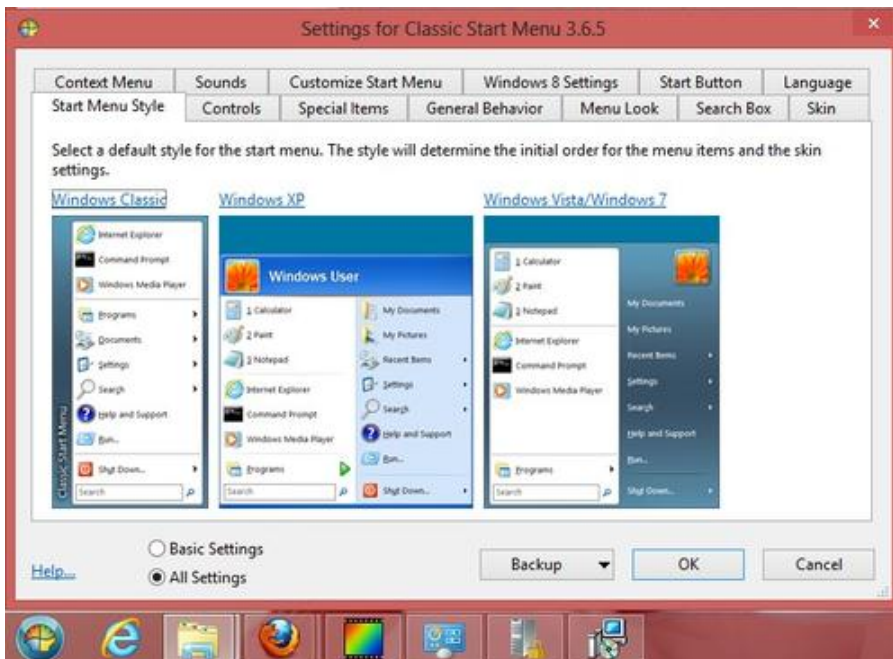 Settings for Classic Start Menu 3.6.5
Context Menu Sounds Customize Start Menu Windows 8 Settings Start Button Language
Start Menu Style Controls Special Items General Behavior Menu Look Search Box Skin
Select a default style for the start menu. The style will determine the initial order for the menu items and the skin
settings.
Windows Classic
Internet Explorer
Command Prompt
Windows Media Player
Programs
Documents
Settings
Search
Help and Support
Run...
Shut Down...
Search
Classic Start Menu
Windows XP
Windows User
1 Calculator
2 Paint
3 Notepad
Internet Explorer
Command Prompt
Windows Media Player
Programs
Search
My Documents
My Pictures
Recent Items
Settings
Search
Help and Support
Run...
Shut Down...
Windows Vista/Windows 7
1 Calculator
2 Paint
3 Notepad
Internet Explorer
Command Prompt
Windows Media Player
Programs
Search
My Documents
My Pictures
Recent Items
Settings
Search
Help and Support
Run...
Shut Down...
Help...
Basic Settings
All Settings
Backup
OK
Cancel